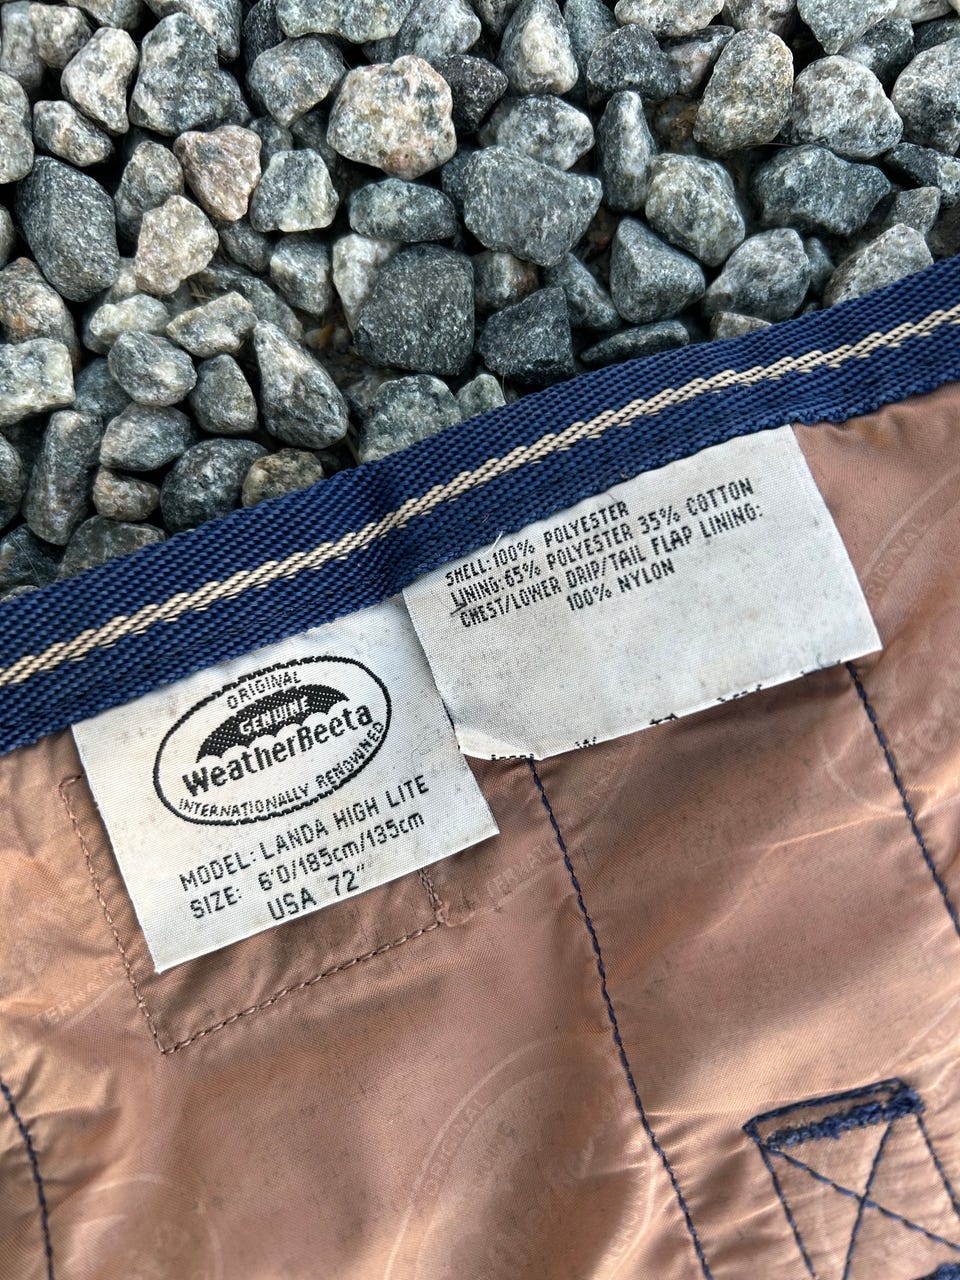 ORIGINAL
GENUINE
WeatherBeeta
INTERNATIONALLY RENOWNED
MODEL: LANDA HIGH LITE
SIZE: 6'0/185cm/135cm
USA 72"
SHELL:100% POLYESTER
LINING:65% POLYESTER 35% COTTON
CHEST/LOWER DRIP/TAIL FLAP LINING:
100% NYLON
ORIGINAL